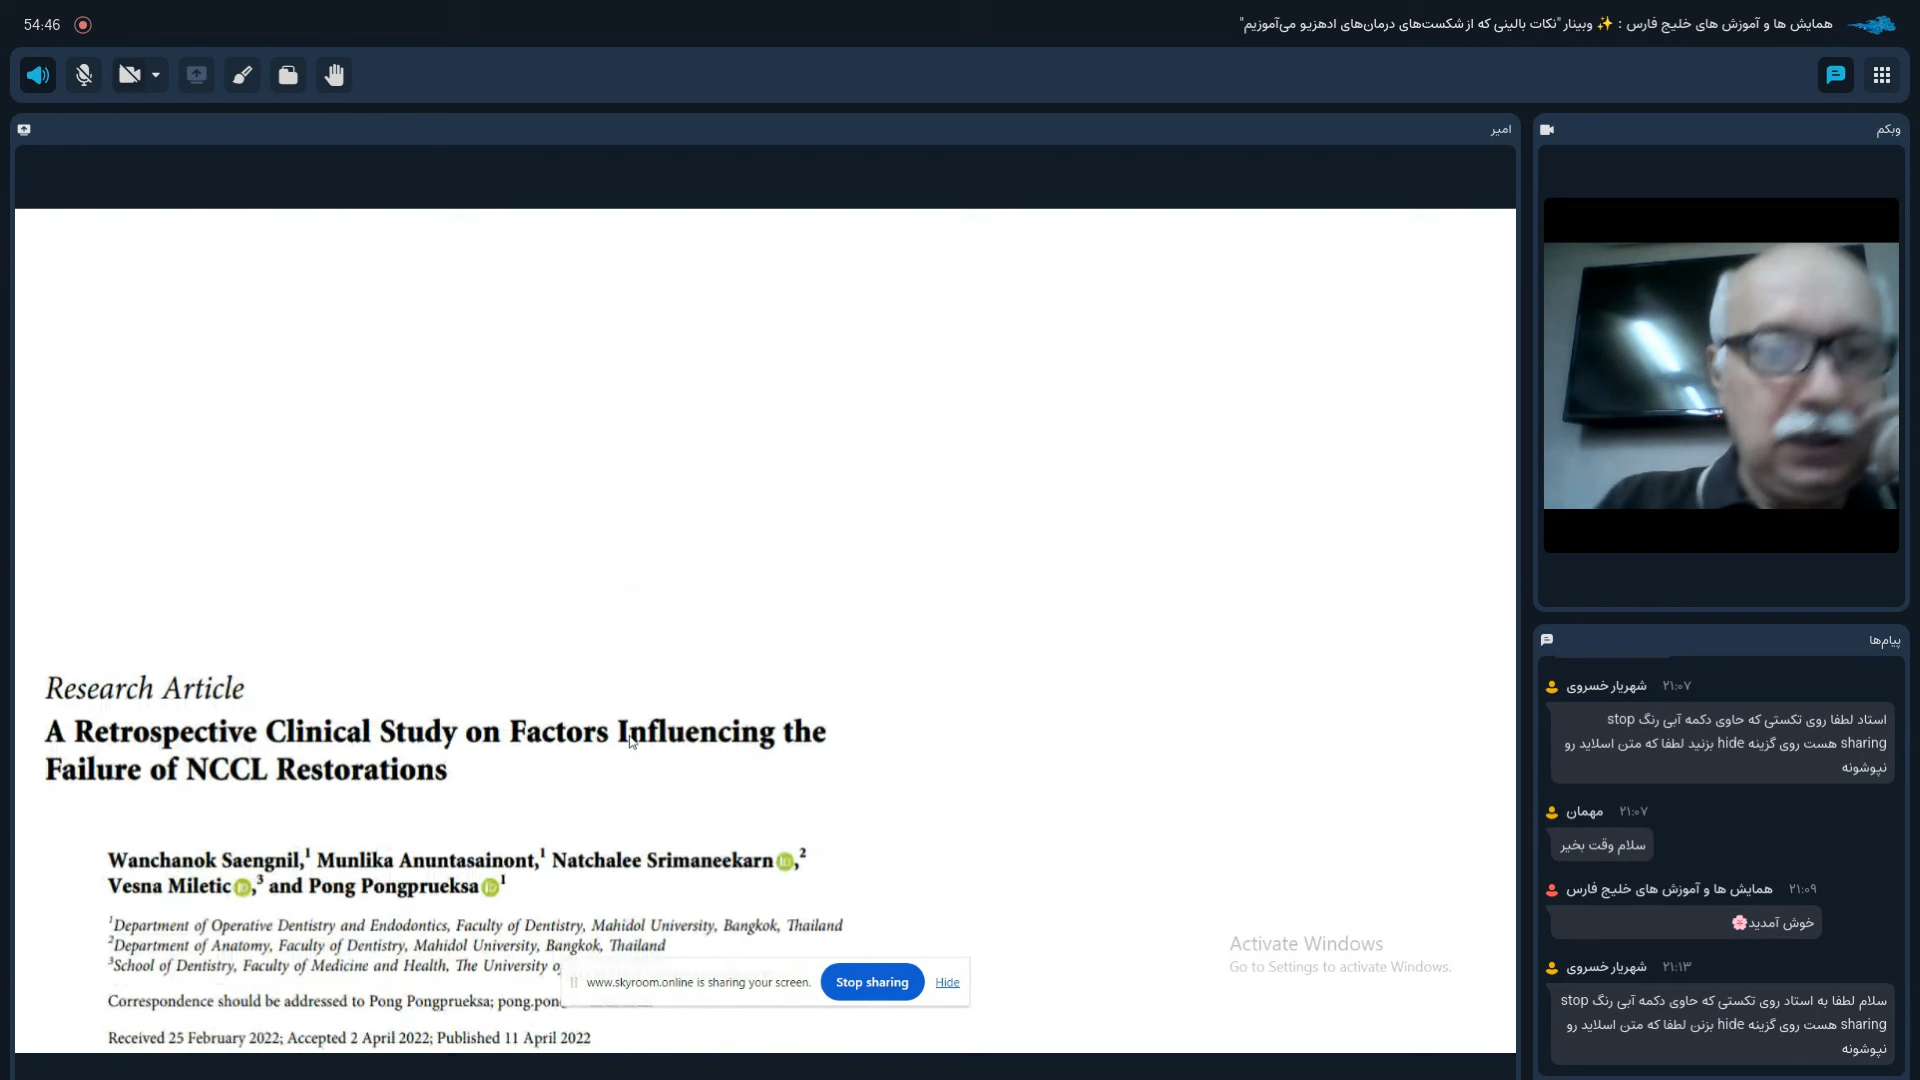 54:46
همایش ها و آموزش های خلیج فارس : ✨ وبینار "نکات بالینی که از شکست‌های درمان‌های ادهزیو می‌آموزیم"
امیر
Research Article
A Retrospective Clinical Study on Factors Influencing the
Failure of NCCL Restorations
Wanchanok Saengnil,1 Munlika Anuntasainont,1 Natchalee Srimaneekarn iD,2
Vesna Miletic iD,3 and Pong Pongprueksa iD1
1Department of Operative Dentistry and Endodontics, Faculty of Dentistry, Mahidol University, Bangkok, Thailand
2Department of Anatomy, Faculty of Dentistry, Mahidol University, Bangkok, Thailand
3School of Dentistry, Faculty of Medicine and Health, The University o
Correspondence should be addressed to Pong Pongprueksa; pong.pon
Received 25 February 2022; Accepted 2 April 2022; Published 11 April 2022
www.skyroom.online is sharing your screen.
Stop sharing
Hide
Activate Windows
Go to Settings to activate Windows.
وبکم
پیام‌ها
شهریار خسروی ۲۱:۰۷
استاد لطفا روی تکستی که حاوی دکمه آبی رنگ stop
sharing هست روی گزینه hide بزنید لطفا که متن اسلاید رو
نپوشونه
مهمان ۲۱:۰۷
سلام وقت بخیر
همایش ها و آموزش های خلیج فارس ۲۱:۰۹
خوش آمدید🌸
شهریار خسروی ۲۱:۱۳
سلام لطفا به استاد روی تکستی که حاوی دکمه آبی رنگ stop
sharing هست روی گزینه hide بزنن لطفا که متن اسلاید رو
نپوشونه